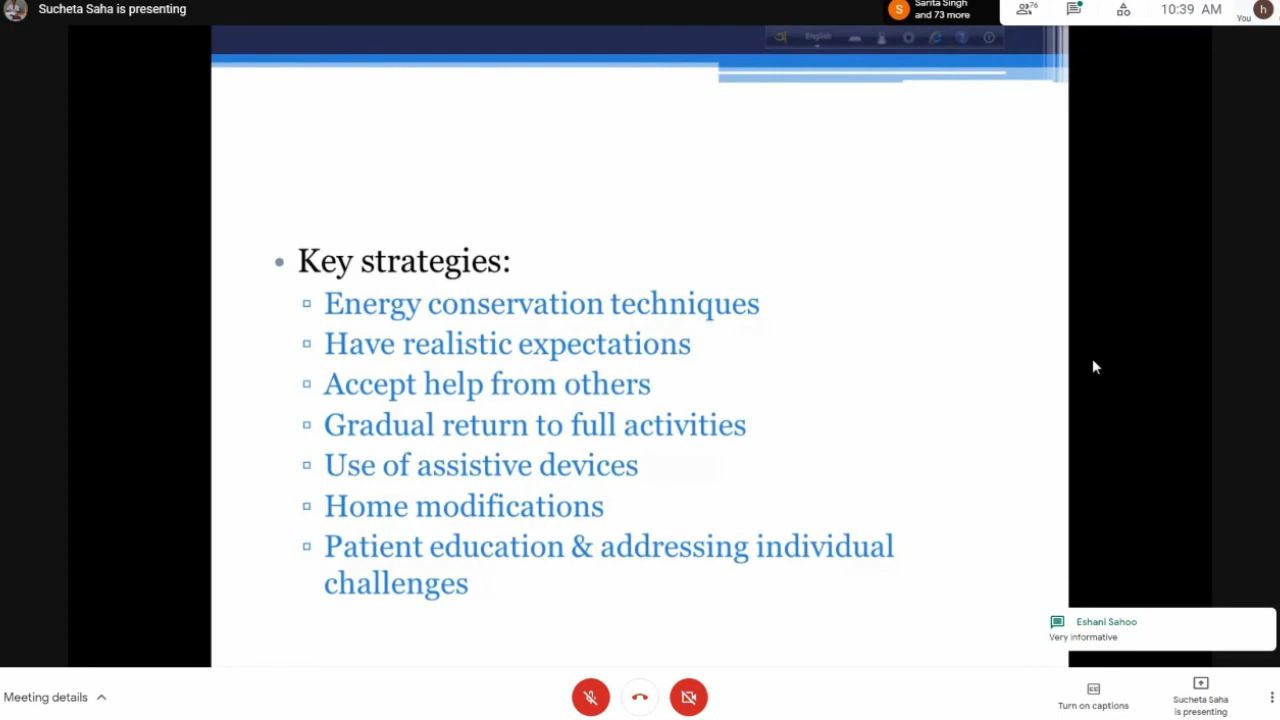 Sucheta Saha is presenting
S
Sarita Singh
and 73 more
76
10:39 AM
You
h
English
Key strategies:
Energy conservation techniques
Have realistic expectations
Accept help from others
Gradual return to full activities
Use of assistive devices
Home modifications
Patient education & addressing individual
challenges
Eshani Sahoo
Very informative
Meeting details
Turn on captions
Sucheta Saha
is presenting